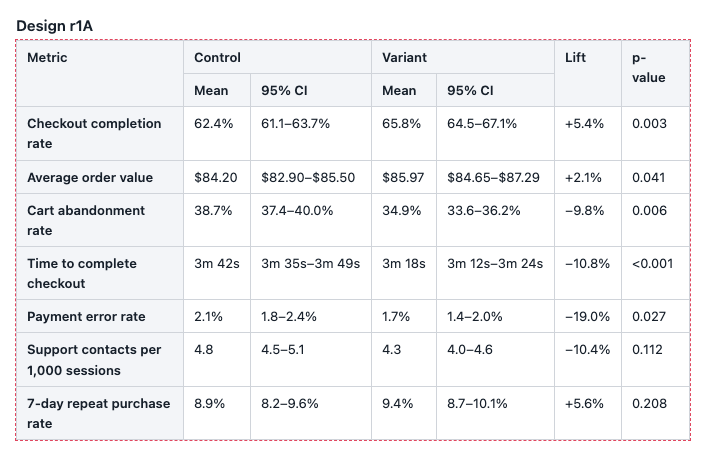 Design r1A
Metric Control Variant Lift p-value
Mean 95% CI Mean 95% CI
Checkout completion rate 62.4% 61.1–63.7% 65.8% 64.5–67.1% +5.4% 0.003
Average order value $84.20 $82.90–$85.50 $85.97 $84.65–$87.29 +2.1% 0.041
Cart abandonment rate 38.7% 37.4–40.0% 34.9% 33.6–36.2% −9.8% 0.006
Time to complete checkout 3m 42s 3m 35s–3m 49s 3m 18s 3m 12s–3m 24s −10.8% <0.001
Payment error rate 2.1% 1.8–2.4% 1.7% 1.4–2.0% −19.0% 0.027
Support contacts per 1,000 sessions 4.8 4.5–5.1 4.3 4.0–4.6 −10.4% 0.112
7-day repeat purchase rate 8.9% 8.2–9.6% 9.4% 8.7–10.1% +5.6% 0.208